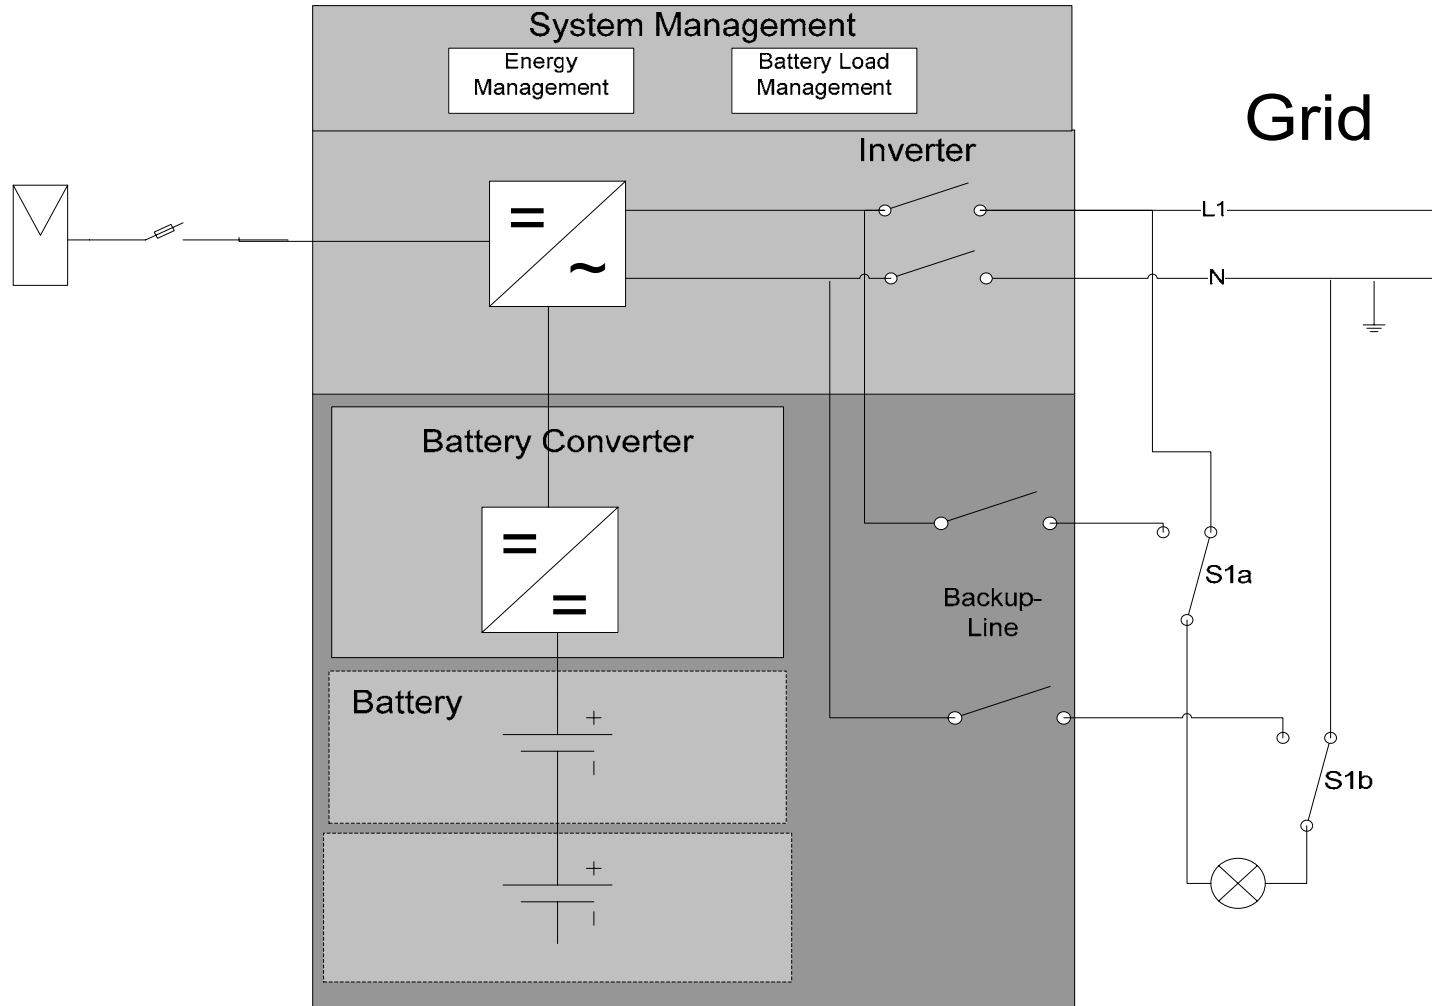 System Management
Energy
Management
Battery Load
Management
Grid
Inverter
=
~
L1
N
Battery Converter
=
=
S1a
Backup-
Line
Battery
+
–
S1b
+
–